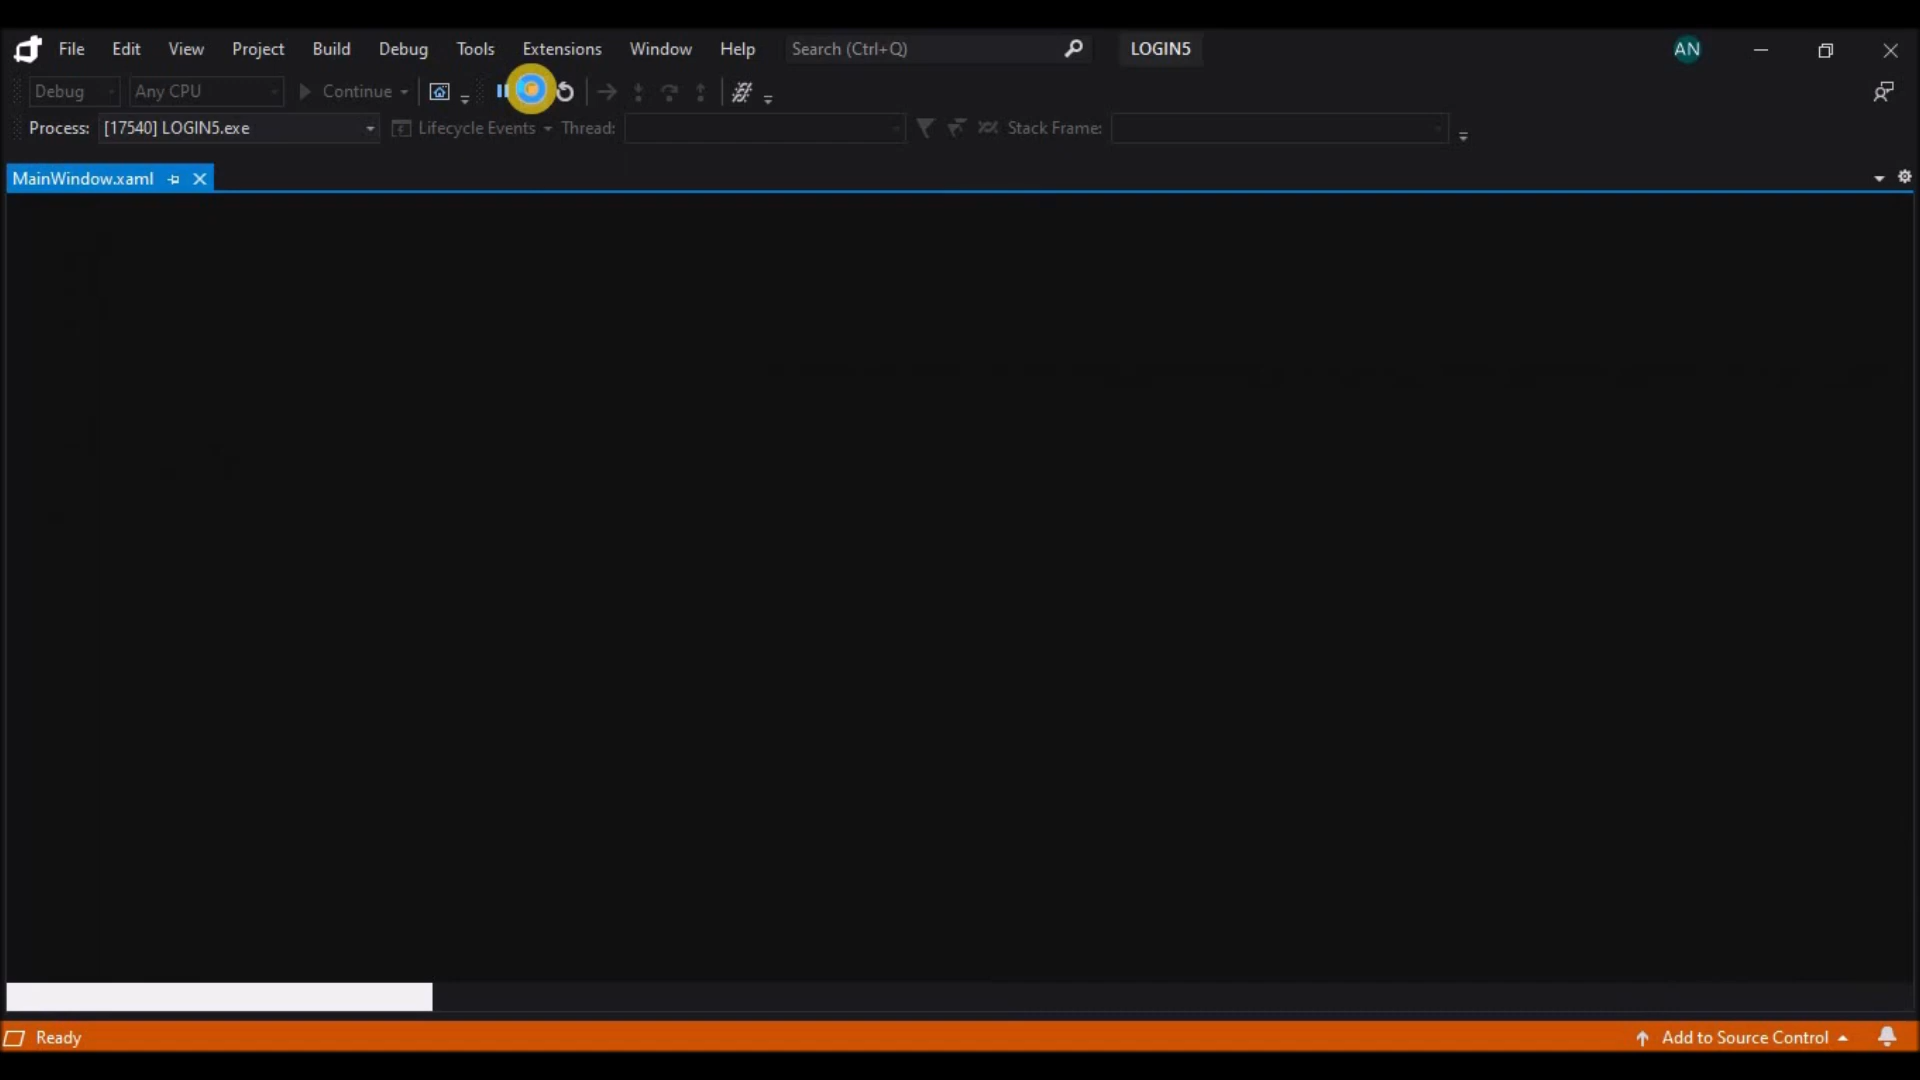 File Edit View Project Build Debug Tools Extensions Window Help Search (Ctrl+Q) LOGIN5 AN
Debug Any CPU Continue
Process: [17540] LOGIN5.exe Lifecycle Events Thread: Stack Frame:
MainWindow.xaml
Ready Add to Source Control